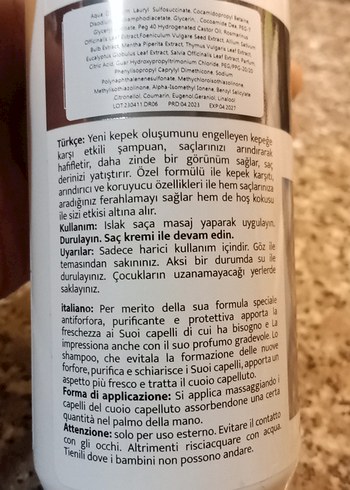 Aqua, Disodium Lauryl Sulfosuccinate, Cocamidopropyl Betaine,
Glycerin, Cocamide Dea, PEG-7
Peg 40 Hydrogenated Castor Oil, Rosmarinus
Officinalis Leaf Extract, Foeniculum Vulgare Seed Extract, Allium Sativum
Bulb Extract, Mentha Piperita Extract, Thymus Vulgaris Leaf Extract,
Eucalyptus Globulus Leaf Extract, Salvia Officinalis Leaf Extract, Parfum,
Citric Acid, Guar Hydroxypropyltrimonium Chloride, PEG/PPG-20/20
Phenylisopropyl Caprylyl Dimethicone, Sodium
Polynaphthalenesulfonate, Methylchloroisothiazolinone,
Methylisothiazolinone, Alpha-Isomethyl Ionene, Benzyl Salicylate,
Citronellol, Coumarin, Eugenol, Geraniol, Linalool
LOT:230411.DR06 PRO 04.2023 EXP 04.2027
Türkçe: Yeni kepek oluşumunu engelleyen kepeğe
karşı etkili şampuan, saçlarınızı arındırarak
hafifletir, daha zinde bir görünüm sağlar, saç
derinizi yatıştırır. Özel formülü ile kepek karşıtı,
arındırıcı ve koruyucu özellikleri ile hem saçlarınıza
aradığınız ferahlamayı sağlar hem de hoş kokusu
ile sizi etkisi altına alır.
Kullanım: Islak saça masaj yaparak uygulayın.
Durulayın. Saç kremi ile devam edin.
Uyarılar: Sadece harici kullanım içindir. Göz ile
temasından sakınınız. Aksi bir durumda su ile
durulayınız. Çocukların uzanamayacağı yerlerde
saklayınız.
italiano: Per merito della sua formula speciale
antiforfora, purificante e protettiva apporta la
freschezza ai Suoi capelli di cui ha bisogno e La
impressiona anche con il suo profumo gradevole. Lo
shampoo, che evitala la formazione delle nuove
forfore, purifica e schiarisce i Suoi capelli, apporta un
aspetto più fresco e tratta il cuoio capelluto.
Forma di applicazione: Si applica massaggiando i
capelli del cuoio capelluto assorbendone una certa
quantità nel palmo della mano.
Attenzione: solo per uso esterno. Evitare il contatto
con gli occhi. Altrimenti risciacquare con acqua.
Tienili dove i bambini non possono andare.